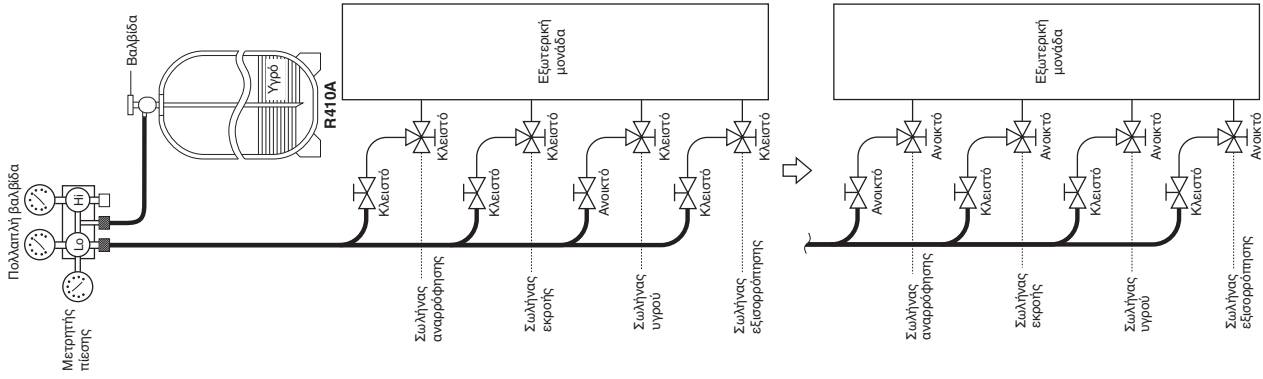 Πολλαπλή βαλβίδα
Μετρητής
πίεσης
Lo
Hi
Βαλβίδα
Υγρό
R410A
Εξωτερική
μονάδα
Κλειστό
Κλειστό
Κλειστό
Κλειστό
Κλειστό
Κλειστό
Ανοικτό
Κλειστό
Σωλήνας
αναρρόφησης
Σωλήνας
εκροής
Σωλήνας
υγρού
Σωλήνας
εξισορρόπησης
Εξωτερική
μονάδα
Ανοικτό
Ανοικτό
Ανοικτό
Ανοικτό
Ανοικτό
Κλειστό
Κλειστό
Κλειστό
Σωλήνας
αναρρόφησης
Σωλήνας
εκροής
Σωλήνας
υγρού
Σωλήνας
εξισορρόπησης